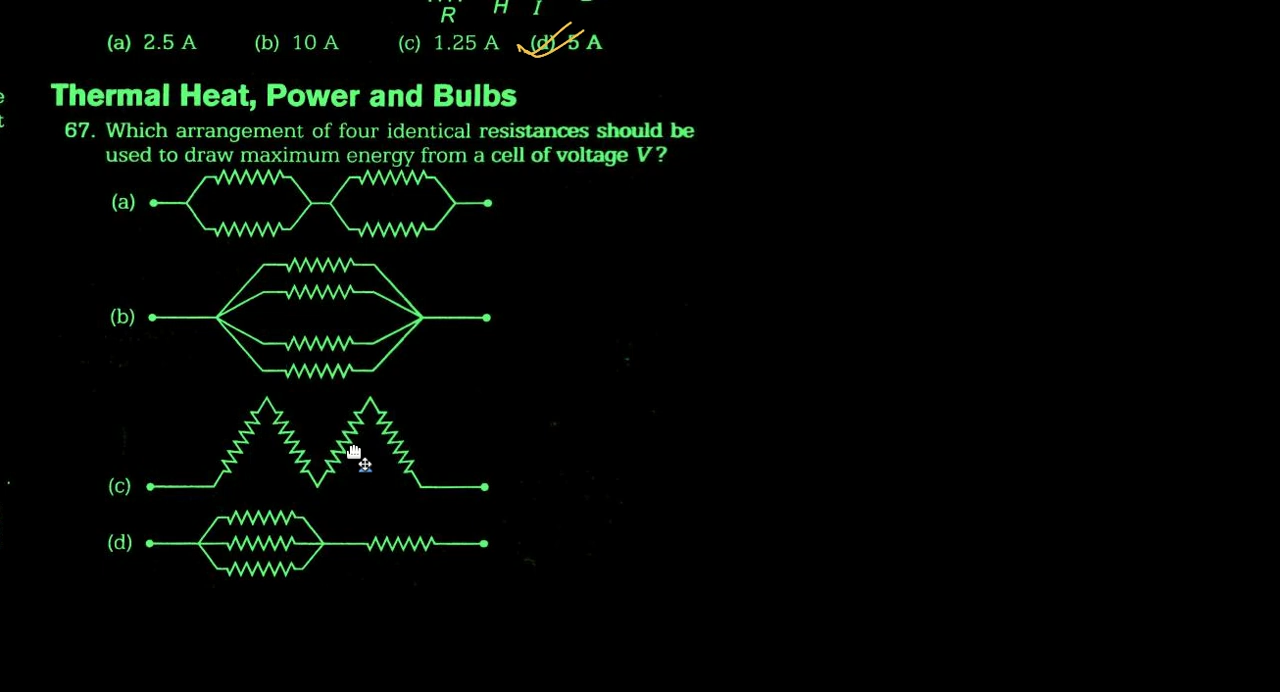 R H I
(a) 2.5 A (b) 10 A (c) 1.25 A (d) 5 A
Thermal Heat, Power and Bulbs
67. Which arrangement of four identical resistances should be
used to draw maximum energy from a cell of voltage V?
(a)
(b)
(c)
(d)